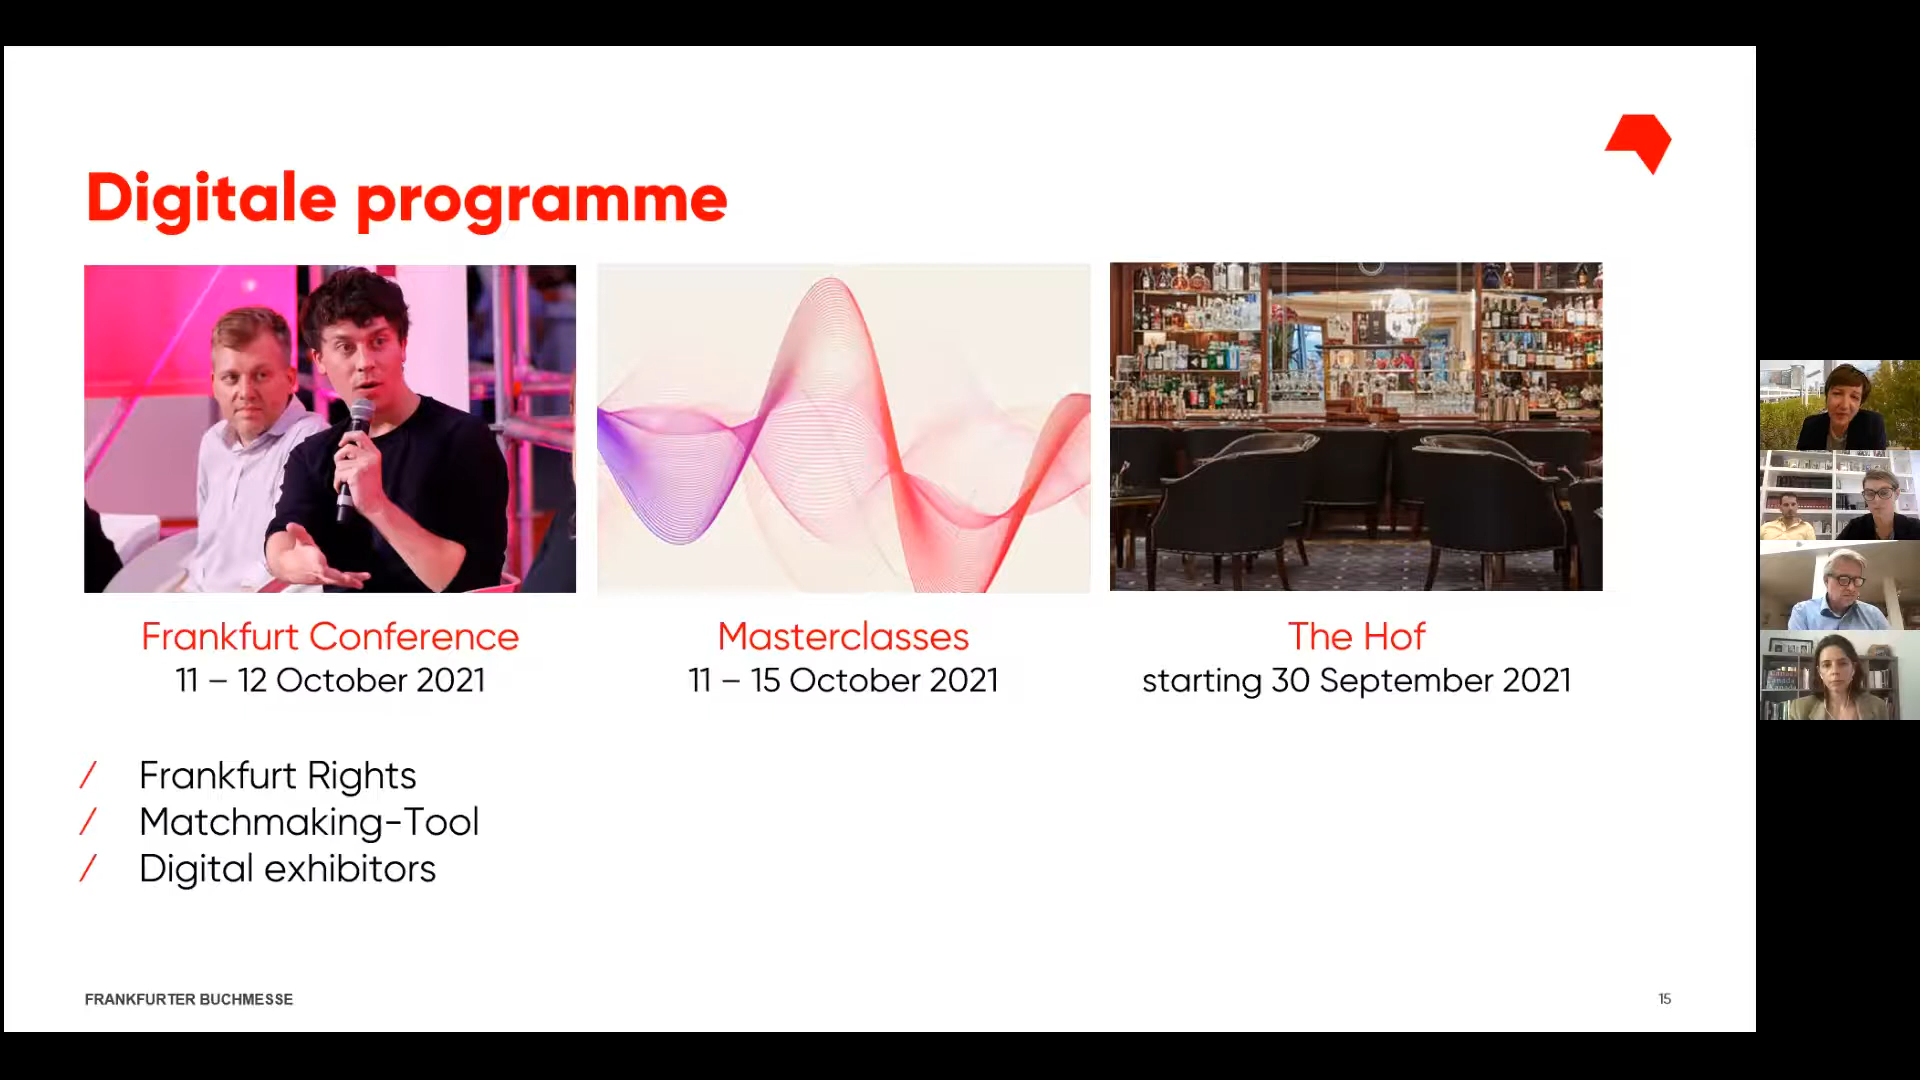 Digitale programme
Frankfurt Conference
11 – 12 October 2021
Masterclasses
11 – 15 October 2021
The Hof
starting 30 September 2021
/ Frankfurt Rights
/ Matchmaking-Tool
/ Digital exhibitors
FRANKFURTER BUCHMESSE
15